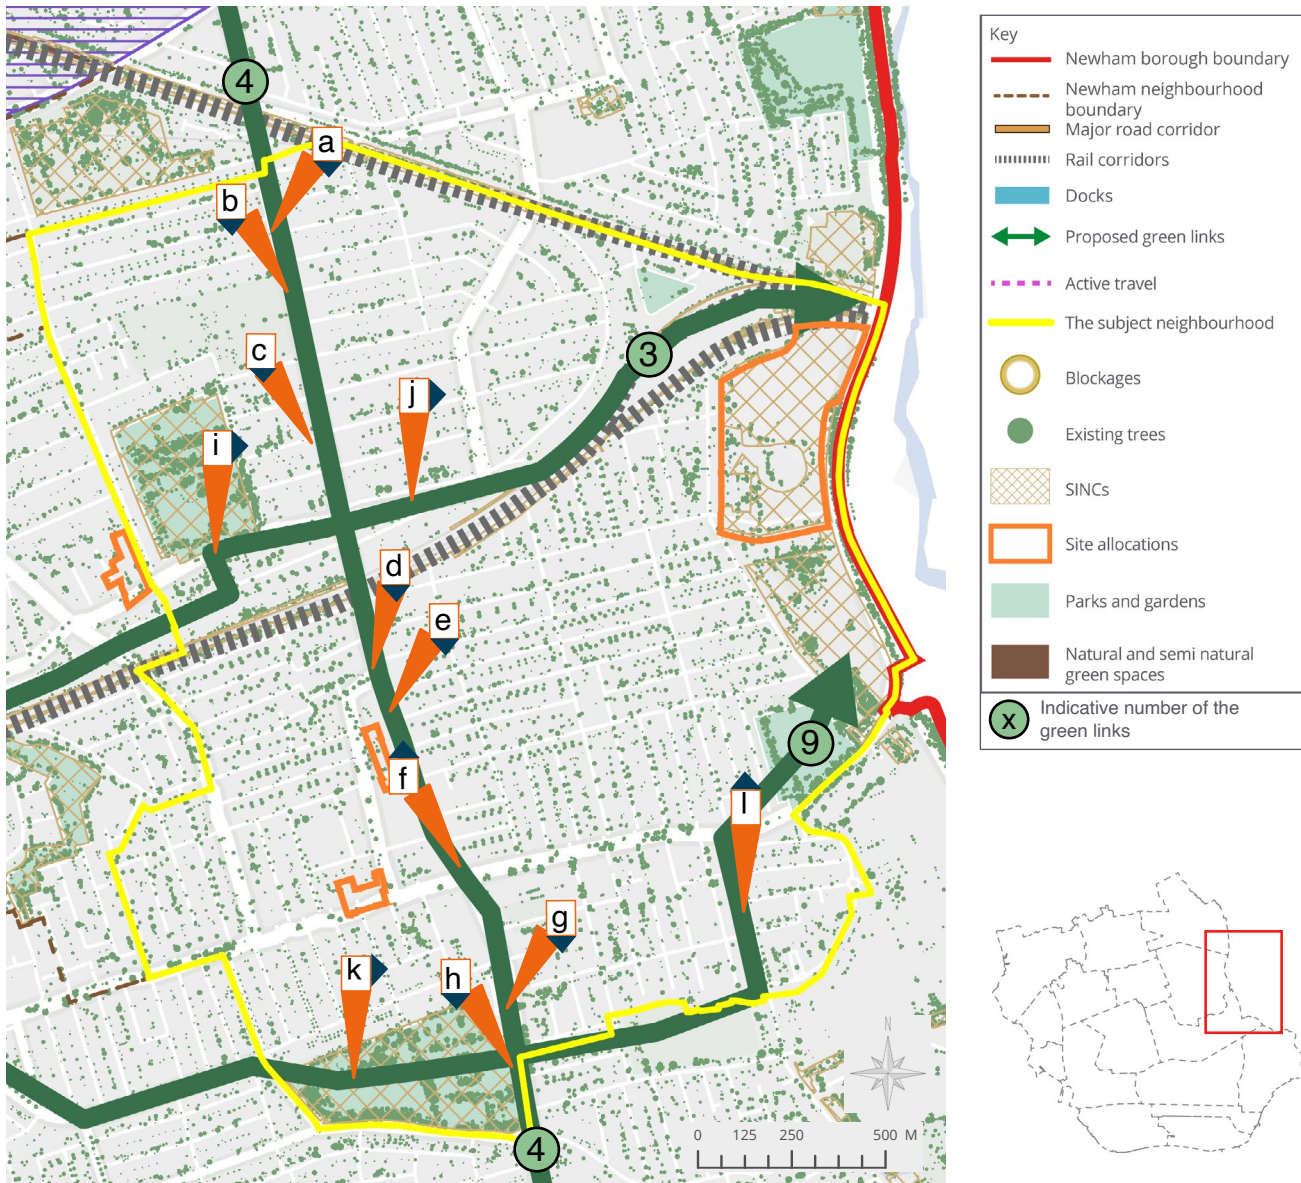 4
a
b
c
j
3
i
d
e
f
9
l
g
k
h
4
N
0 125 250 500 M
Key
Newham borough boundary
Newham neighbourhood
boundary
Major road corridor
Rail corridors
Docks
Proposed green links
Active travel
The subject neighbourhood
Blockages
Existing trees
SINCs
Site allocations
Parks and gardens
Natural and semi natural
green spaces
x
Indicative number of the
green links